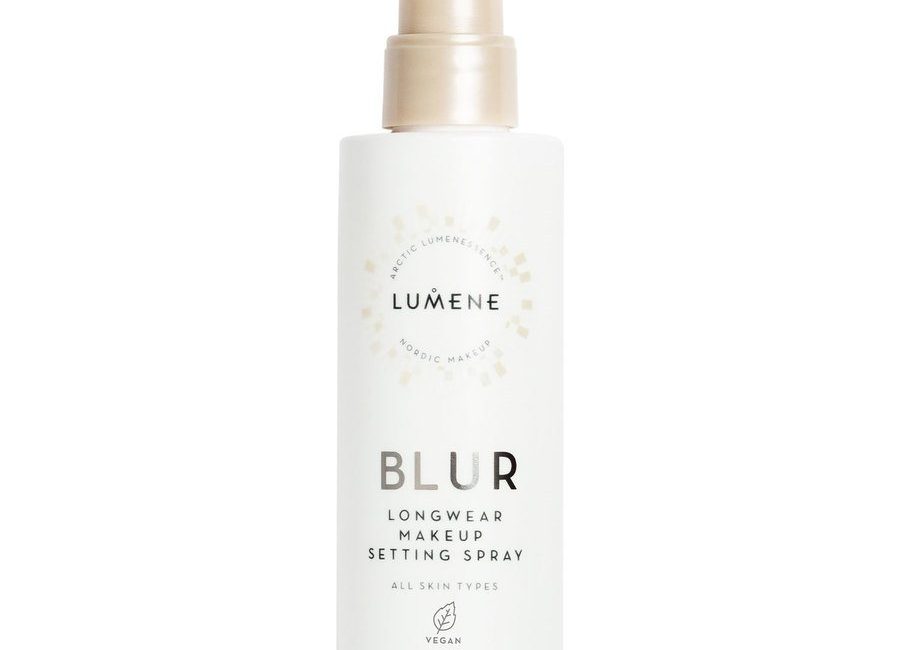 ARCTIC LUMENESSENCE™
LUMENE
NORDIC MAKEUP
BLUR
LONGWEAR
MAKEUP
SETTING SPRAY
ALL SKIN TYPES
VEGAN